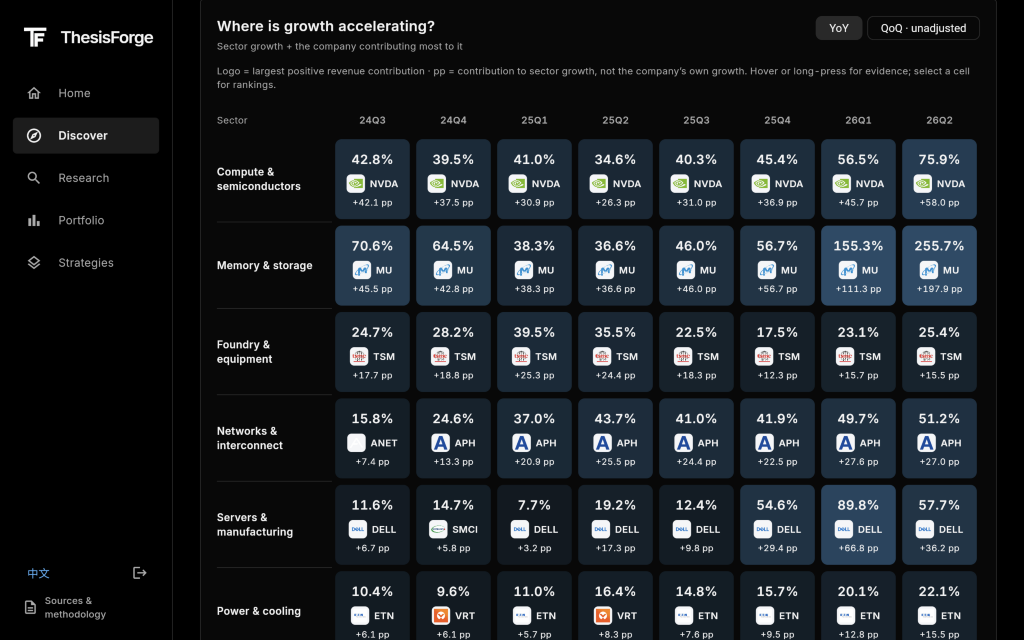 ThesisForge
Home
Discover
Research
Portfolio
Strategies
中文
Sources &
methodology
Where is growth accelerating?
Sector growth + the company contributing most to it
YoY
QoQ · unadjusted
Logo = largest positive revenue contribution · pp = contribution to sector growth, not the company's own growth. Hover or long-press for evidence; select a cell
for rankings.
Sector 24Q3 24Q4 25Q1 25Q2 25Q3 25Q4 26Q1 26Q2
Compute &
semiconductors
42.8% 39.5% 41.0% 34.6% 40.3% 45.4% 56.5% 75.9%
NVDA NVDA NVDA NVDA NVDA NVDA NVDA NVDA
+42.1 pp +37.5 pp +30.9 pp +26.3 pp +31.0 pp +36.9 pp +45.7 pp +58.0 pp
Memory & storage
70.6% 64.5% 38.3% 36.6% 46.0% 56.7% 155.3% 255.7%
MU MU MU MU MU MU MU MU
+45.5 pp +42.8 pp +38.3 pp +36.6 pp +46.0 pp +56.7 pp +111.3 pp +197.9 pp
Foundry &
equipment
24.7% 28.2% 39.5% 35.5% 22.5% 17.5% 23.1% 25.4%
TSM TSM TSM TSM TSM TSM TSM TSM
+17.7 pp +18.8 pp +25.3 pp +24.4 pp +18.3 pp +12.3 pp +15.7 pp +15.5 pp
Networks &
interconnect
15.8% 24.6% 37.0% 43.7% 41.0% 41.9% 49.7% 51.2%
ANET APH APH APH APH APH APH APH
+7.4 pp +13.3 pp +20.9 pp +25.5 pp +24.4 pp +22.5 pp +27.6 pp +27.0 pp
Servers &
manufacturing
11.6% 14.7% 7.7% 19.2% 12.4% 54.6% 89.8% 57.7%
DELL SMCI DELL DELL DELL DELL DELL DELL
+6.7 pp +5.8 pp +3.2 pp +17.3 pp +9.8 pp +29.4 pp +66.8 pp +36.2 pp
Power & cooling
10.4% 9.6% 11.0% 16.4% 14.8% 15.7% 20.1% 22.1%
ETN VRT ETN VRT ETN ETN ETN ETN
+6.1 pp +6.1 pp +5.7 pp +8.3 pp +7.6 pp +9.5 pp +12.8 pp +15.5 pp